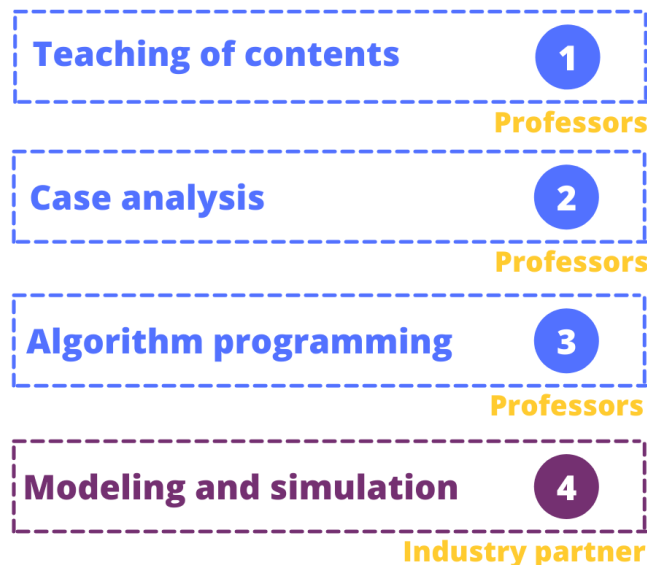 Teaching of contents 1
Professors
Case analysis 2
Professors
Algorithm programming 3
Professors
Modeling and simulation 4
Industry partner